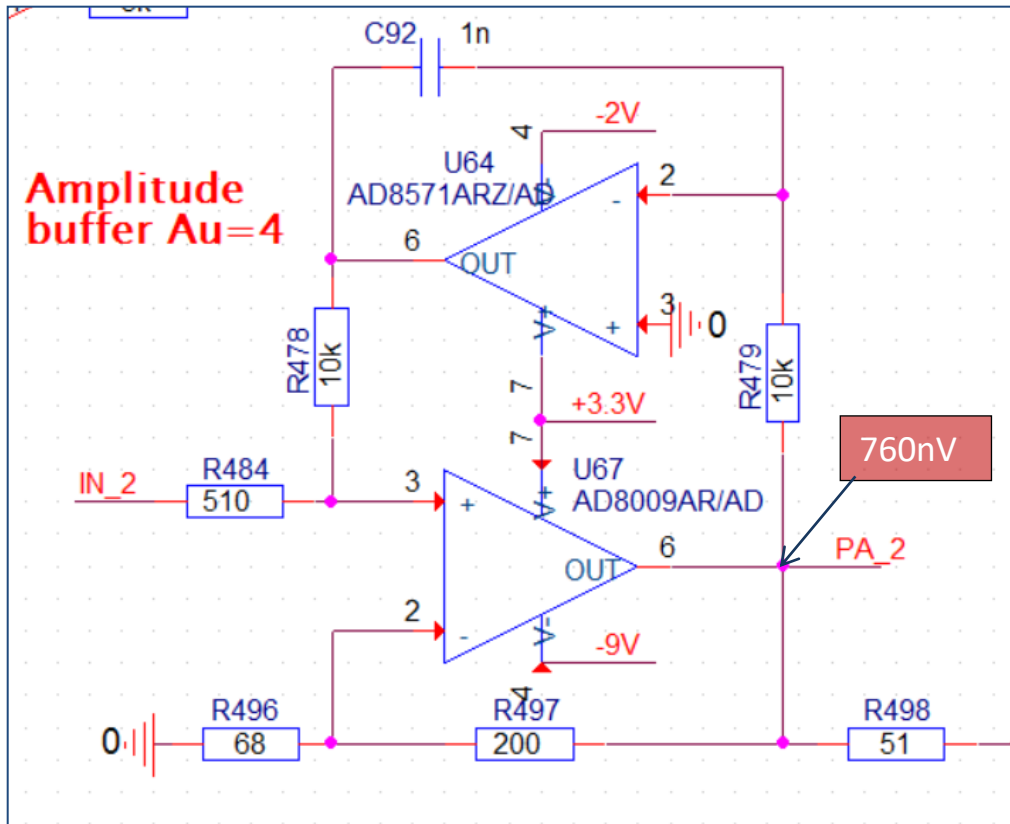 C92 1n
-2V
4
U64
AD8571ARZ/AD
V-
2
-
Amplitude
buffer Au=4
6
OUT
3
+
0
V+
R478
10k
R479
10k
7
+3.3V
7
760nV
IN_2
R484
510
3
+
V+
U67
AD8009AR/AD
6
OUT
PA_2
2
-
V-
-9V
4
0
R496
68
R497
200
R498
51